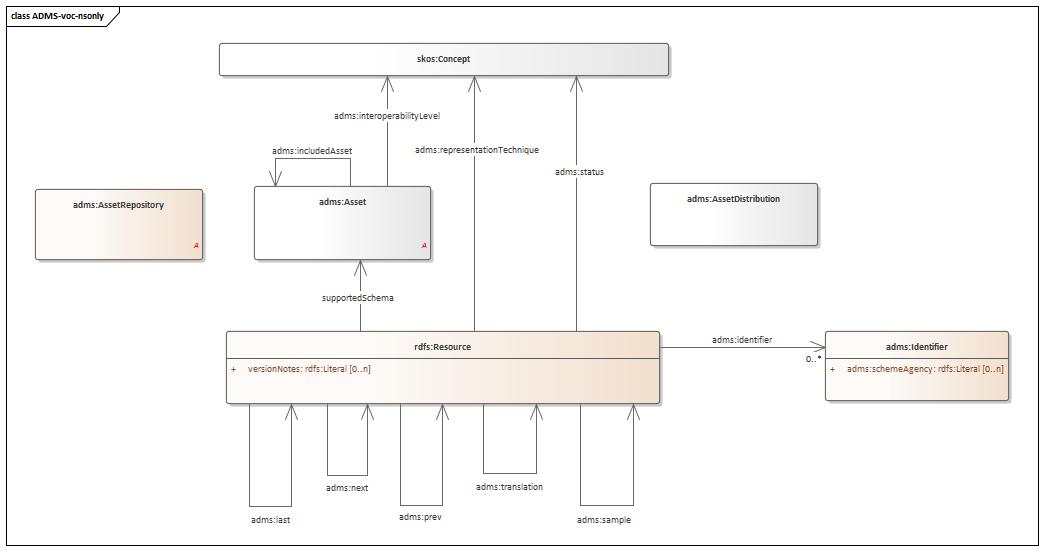 class ADMS-voc-nsonly
skos:Concept
adms:interoperabilityLevel
adms:representationTechnique
adms:includedAsset
adms:status
adms:AssetRepository
A
adms:Asset
A
adms:AssetDistribution
supportedSchema
rdfs:Resource
+ versionNotes: rdfs:Literal [0..n]
adms:identifier
0..*
adms:Identifier
+ adms:schemeAgency: rdfs:Literal [0..n]
adms:last
adms:next
adms:prev
adms:translation
adms:sample